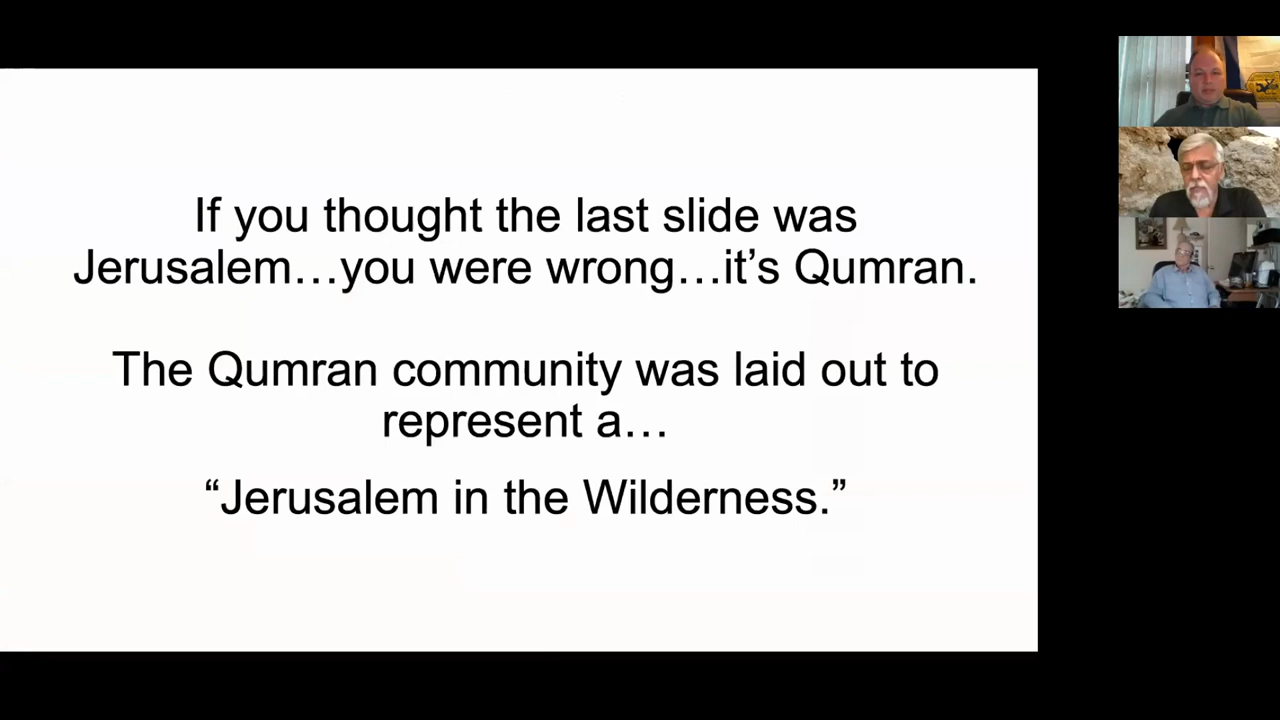 If you thought the last slide was
Jerusalem…you were wrong…it’s Qumran.
The Qumran community was laid out to
represent a…
“Jerusalem in the Wilderness.”